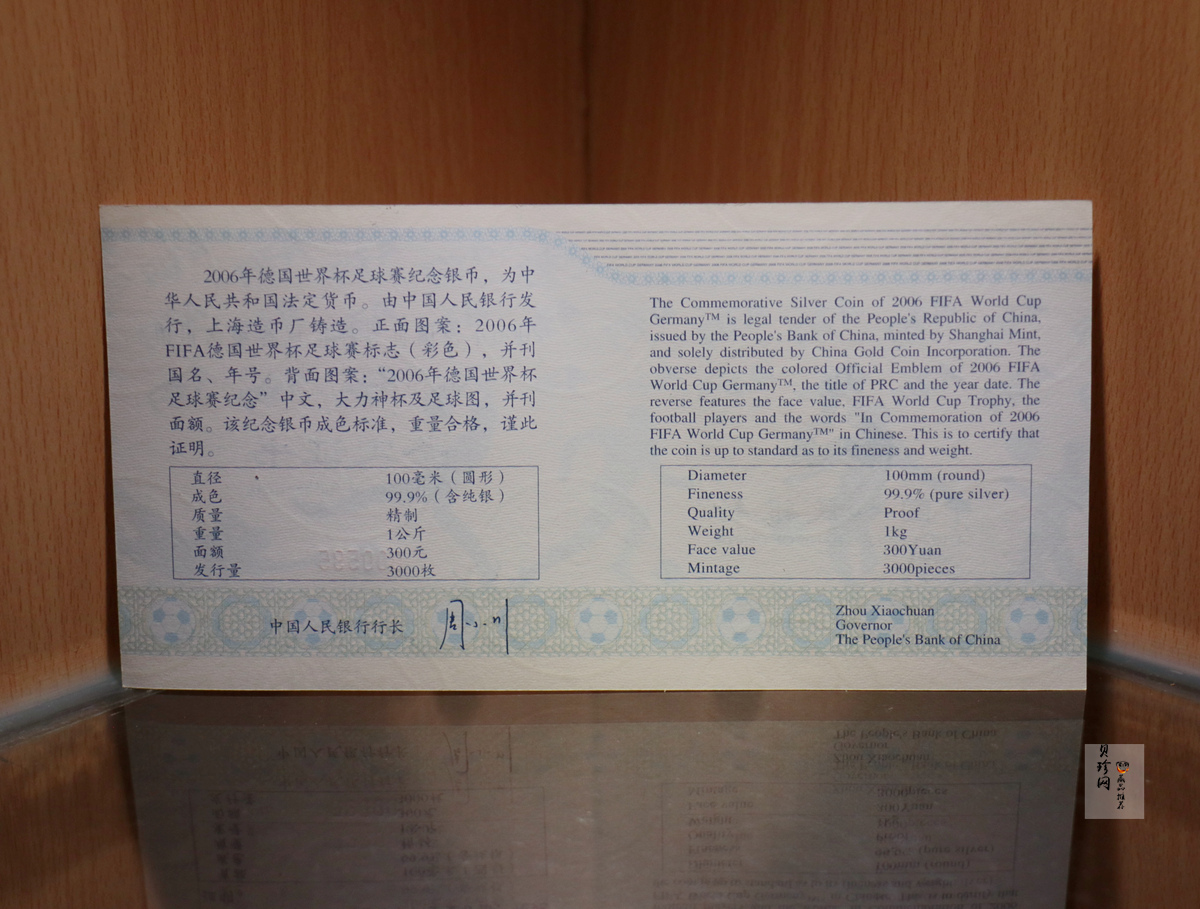 2006年德国世界杯足球赛纪念银币，为中
华人民共和国法定货币。由中国人民银行发
行，上海造币厂铸造。正面图案：2006年
FIFA德国世界杯足球赛标志（彩色），并刊
国名、年号。背面图案：“2006年德国世界杯
足球赛纪念”中文，大力神杯及足球图，并刊
面额。该纪念银币成色标准，重量合格，谨此
证明。
直径 100毫米（圆形）
成色 99.9%（含纯银）
质量 精制
重量 1公斤
面额 300元
发行量 3000枚
中国人民银行行长 周小川
The Commemorative Silver Coin of 2006 FIFA World Cup
Germany™ is legal tender of the People's Republic of China,
issued by the People's Bank of China, minted by Shanghai Mint,
and solely distributed by China Gold Coin Incorporation. The
obverse depicts the colored Official Emblem of 2006 FIFA
World Cup Germany™, the title of PRC and the year date. The
reverse features the face value, FIFA World Cup Trophy, the
football players and the words "In Commemoration of 2006
FIFA World Cup Germany™" in Chinese. This is to certify that
the coin is up to standard as to its fineness and weight.
Diameter 100mm (round)
Fineness 99.9% (pure silver)
Quality Proof
Weight 1kg
Face value 300Yuan
Mintage 3000pieces
Zhou Xiaochuan
Governor
The People's Bank of China
贝珍网
藏品推荐